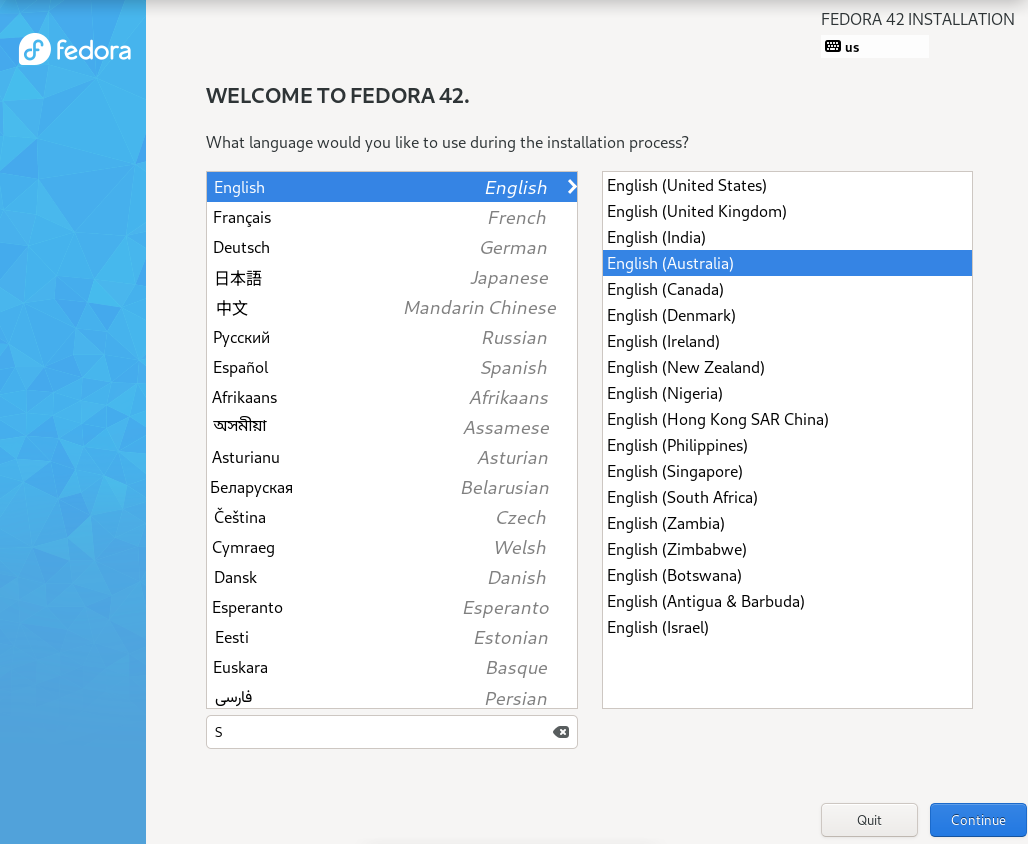 fedora
FEDORA 42 INSTALLATION
us
WELCOME TO FEDORA 42.
What language would you like to use during the installation process?
English English
Français French
Deutsch German
日本語 Japanese
中文 Mandarin Chinese
Русский Russian
Español Spanish
Afrikaans Afrikaans
অসমীয়া Assamese
Asturianu Asturian
Беларуская Belarusian
Čeština Czech
Cymraeg Welsh
Dansk Danish
Esperanto Esperanto
Eesti Estonian
Euskara Basque
فارسی Persian
S
English (United States)
English (United Kingdom)
English (India)
English (Australia)
English (Canada)
English (Denmark)
English (Ireland)
English (New Zealand)
English (Nigeria)
English (Hong Kong SAR China)
English (Philippines)
English (Singapore)
English (South Africa)
English (Zambia)
English (Zimbabwe)
English (Botswana)
English (Antigua & Barbuda)
English (Israel)
Quit
Continue